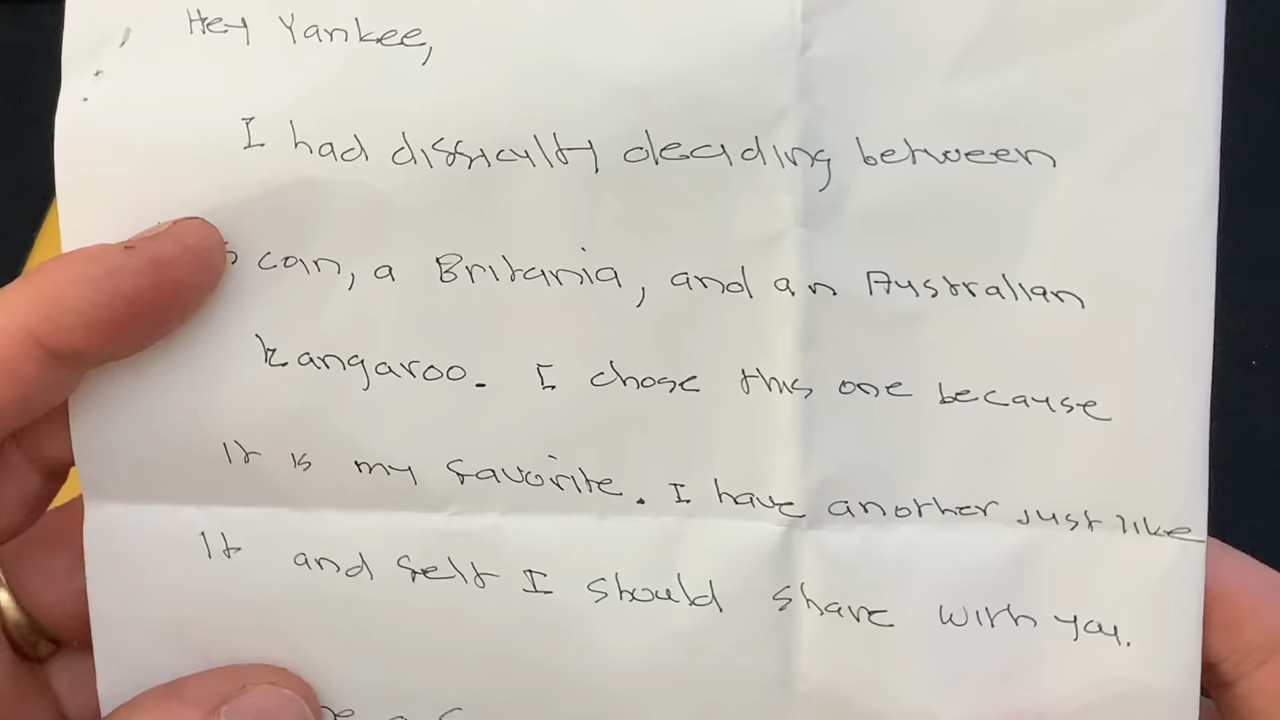 Hey Yankee,
I had difficulty deciding between
coin, a Britania, and an Australian
kangaroo. I chose this one because
it is my favorite. I have another just like
it and felt I should share with you.